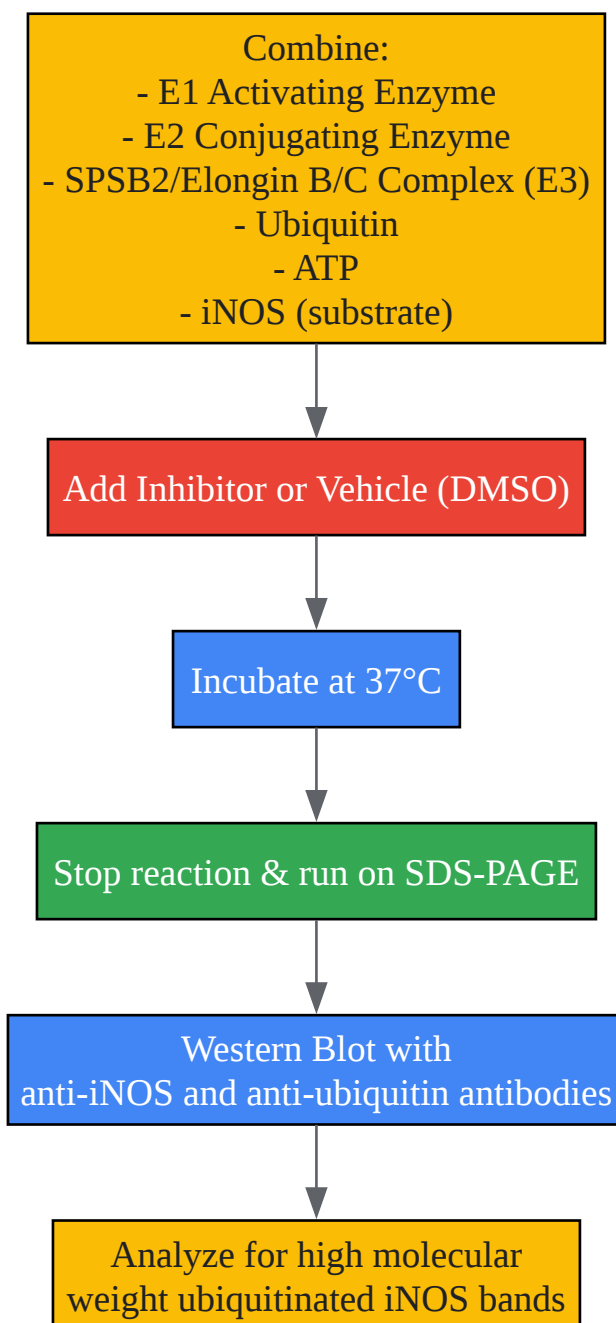 Combine:
- E1 Activating Enzyme
- E2 Conjugating Enzyme
- SPSB2/Elongin B/C Complex (E3)
- Ubiquitin
- ATP
- iNOS (substrate)
Add Inhibitor or Vehicle (DMSO)
Incubate at 37°C
Stop reaction & run on SDS-PAGE
Western Blot with
anti-iNOS and anti-ubiquitin antibodies
Analyze for high molecular
weight ubiquitinated iNOS bands